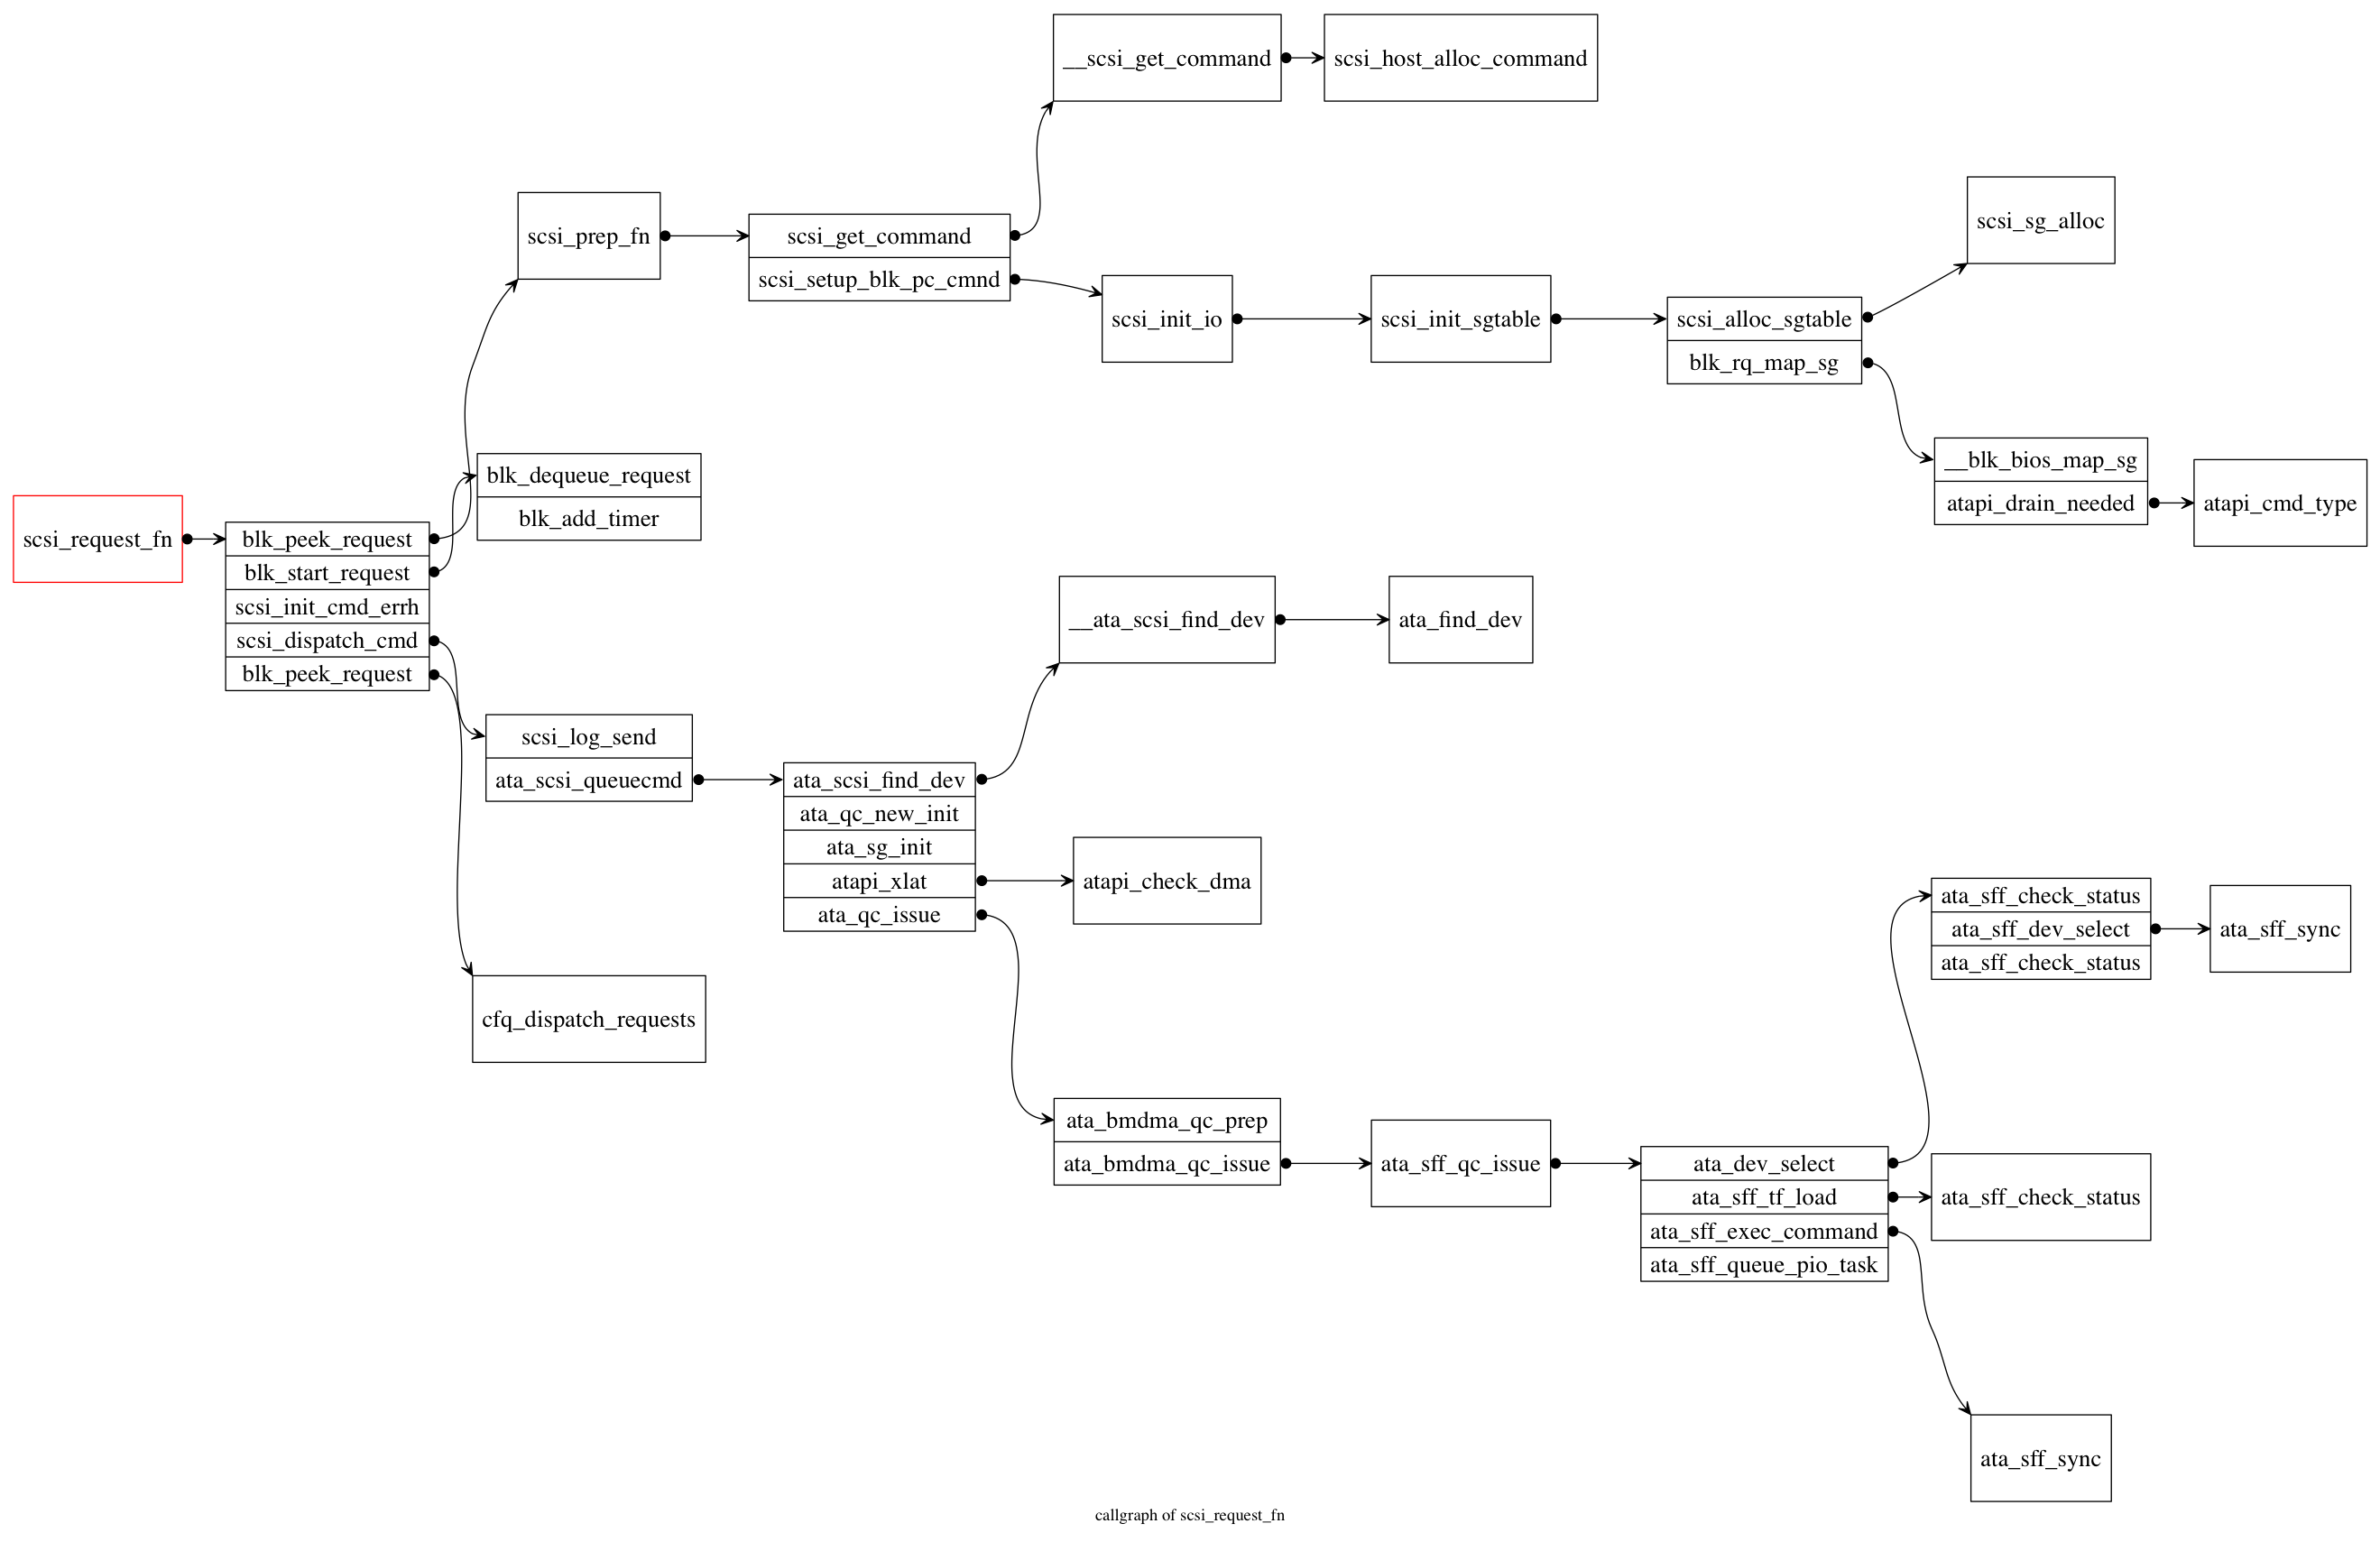 __scsi_get_command
scsi_host_alloc_command
scsi_prep_fn
scsi_get_command
scsi_setup_blk_pc_cmnd
scsi_init_io
scsi_init_sgtable
scsi_alloc_sgtable
blk_rq_map_sg
scsi_sg_alloc
__blk_bios_map_sg
atapi_drain_needed
atapi_cmd_type
scsi_request_fn
blk_peek_request
blk_start_request
scsi_init_cmd_errh
scsi_dispatch_cmd
blk_peek_request
blk_dequeue_request
blk_add_timer
__ata_scsi_find_dev
ata_find_dev
scsi_log_send
ata_scsi_queuecmd
ata_scsi_find_dev
ata_qc_new_init
ata_sg_init
atapi_xlat
ata_qc_issue
atapi_check_dma
cfq_dispatch_requests
ata_bmdma_qc_prep
ata_bmdma_qc_issue
ata_sff_qc_issue
ata_dev_select
ata_sff_tf_load
ata_sff_exec_command
ata_sff_queue_pio_task
ata_sff_check_status
ata_sff_dev_select
ata_sff_check_status
ata_sff_sync
ata_sff_check_status
ata_sff_sync
callgraph of scsi_request_fn